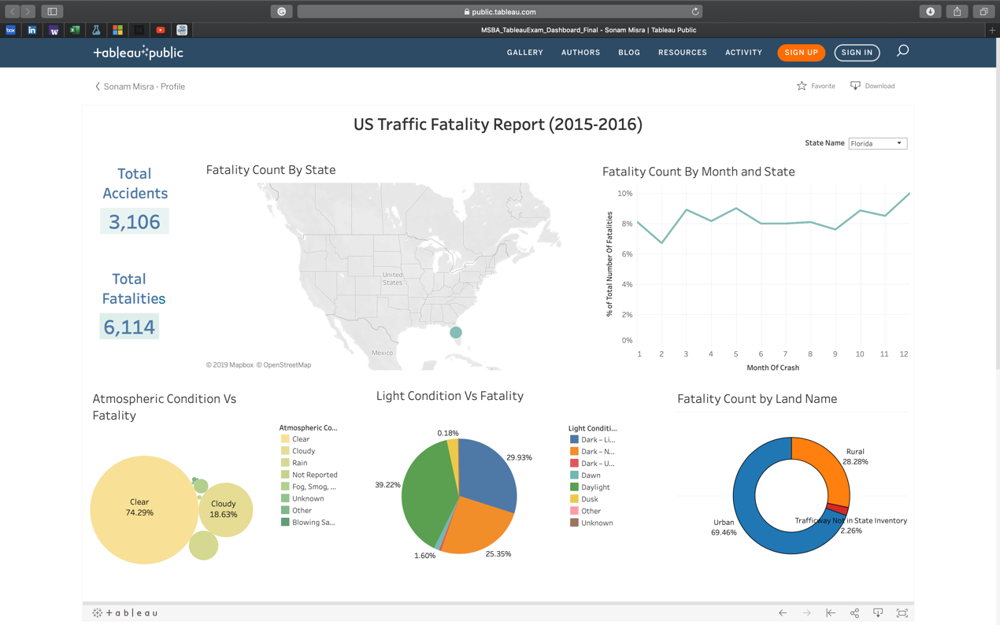 public.tableau.com
box
in
W
MSBA_TableauExam_Dashboard_Final - Sonam Misra | Tableau Public
+ableau public
GALLERY
AUTHORS
BLOG
RESOURCES
ACTIVITY
SIGN UP
SIGN IN
Sonam Misra - Profile
Favorite
Download
US Traffic Fatality Report (2015-2016)
State Name
Florida
Total
Accidents
3,106
Total
Fatalities
6,114
Fatality Count By State
United
States
Mexico
© 2019 Mapbox © OpenStreetMap
Fatality Count By Month and State
% of Total Number Of Fatalities
10%
8%
6%
4%
2%
0%
1 2 3 4 5 6 7 8 9 10 11 12
Month Of Crash
Atmospheric Condition Vs
Fatality
Clear
74.29%
Cloudy
18.63%
Atmospheric Co...
Clear
Cloudy
Rain
Not Reported
Fog, Smog, ...
Unknown
Other
Blowing Sa...
Light Condition Vs Fatality
0.18%
29.93%
39.22%
1.60%
25.35%
Light Conditi...
Dark – Li...
Dark – N...
Dark – U...
Dawn
Daylight
Dusk
Other
Unknown
Fatality Count by Land Name
Rural
28.28%
Trafficway Not in State Inventory
2.26%
Urban
69.46%
+ableau